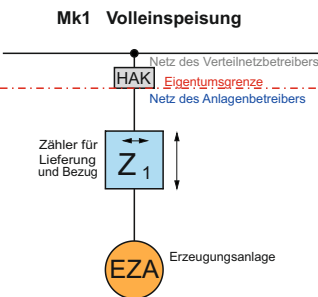 Mk1 Volleinspeisung
Netz des Verteilnetzbetreibers
HAK
Eigentumsgrenze
Netz des Anlagenbetreibers
Zähler für
Lieferung
und Bezug
Z 1
EZA
Erzeugungsanlage